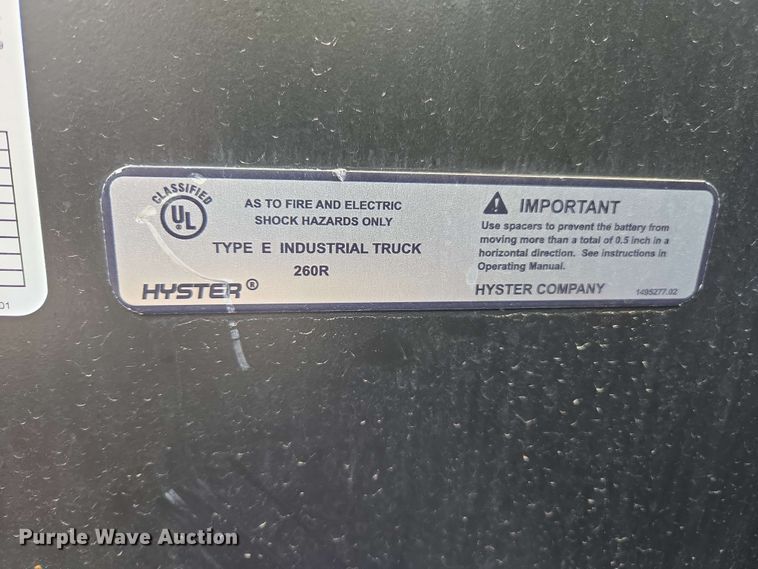 CLASSIFIED
UL
AS TO FIRE AND ELECTRIC
SHOCK HAZARDS ONLY
TYPE E INDUSTRIAL TRUCK
260R
HYSTER®
IMPORTANT
Use spacers to prevent the battery from
moving more than a total of 0.5 inch in a
horizontal direction. See instructions in
Operating Manual.
HYSTER COMPANY 1495277.02
01
Purple Wave Auction®